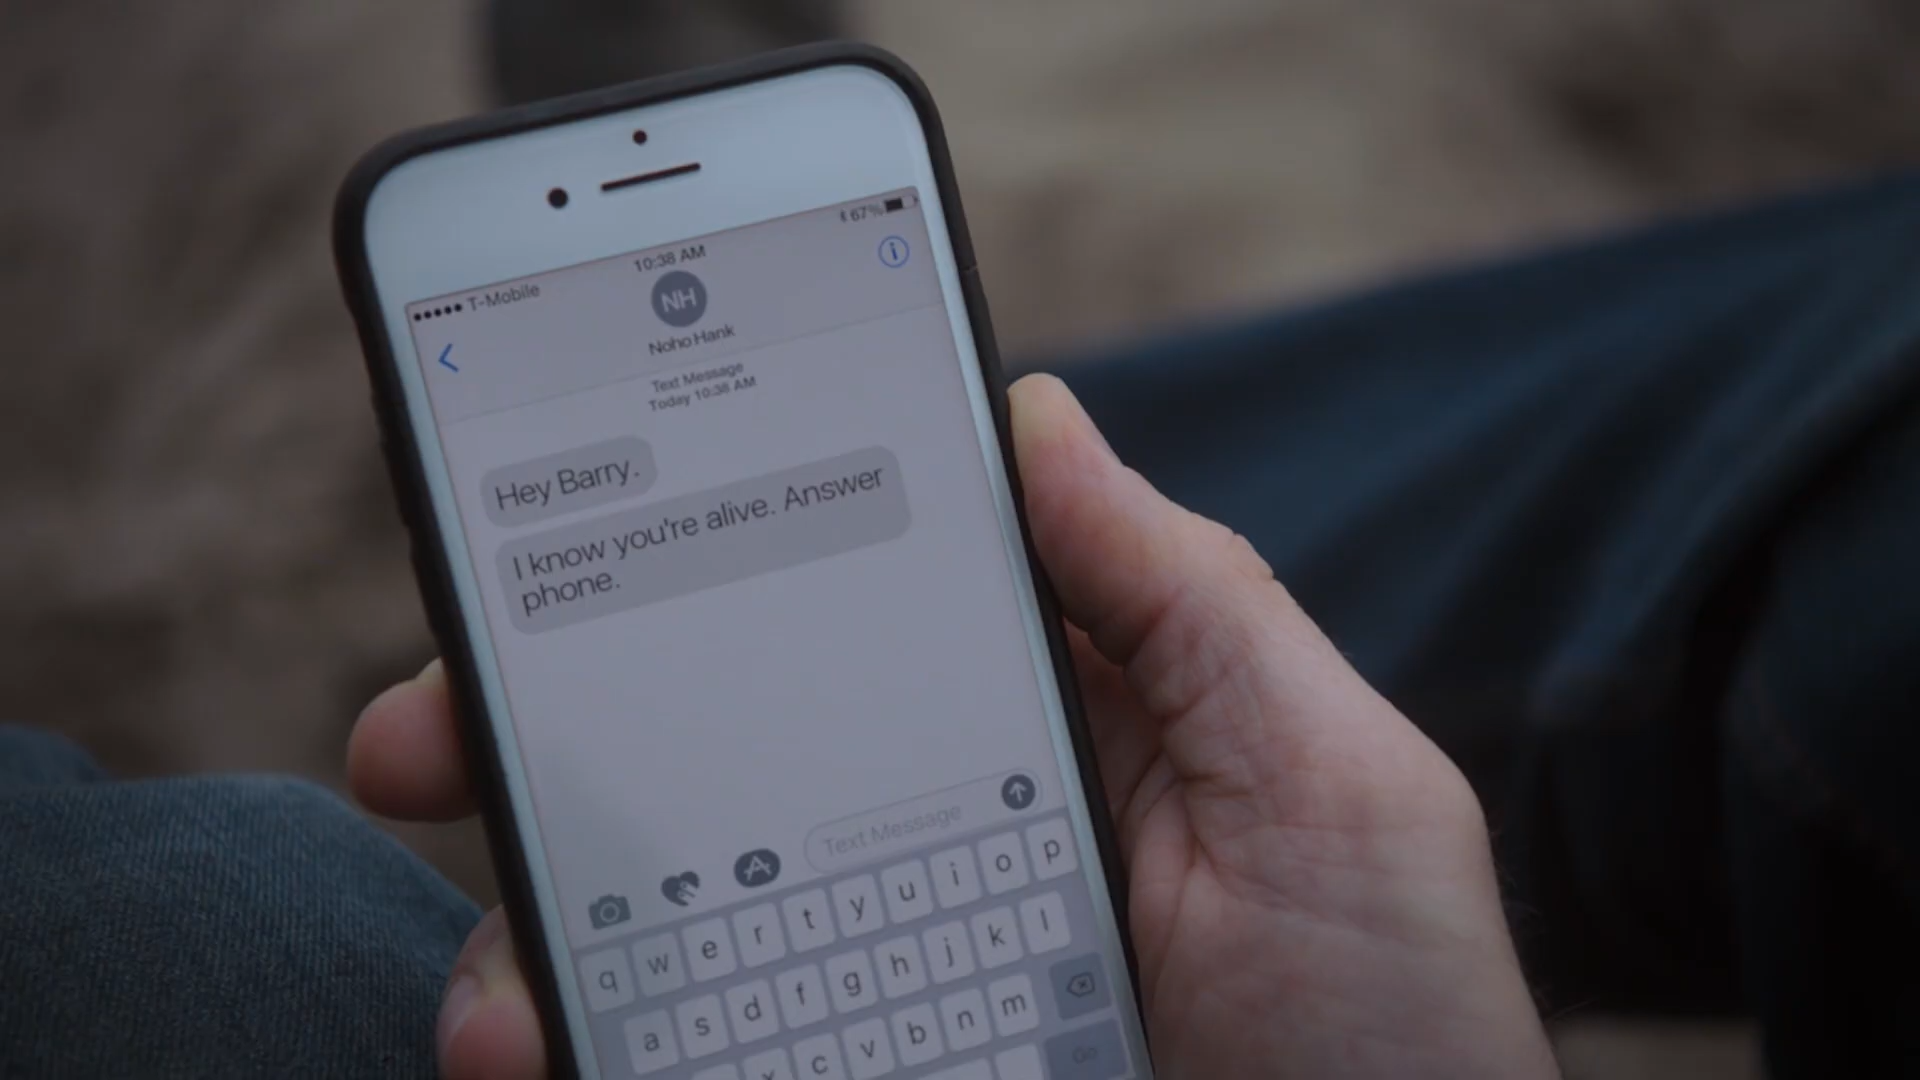 67%
10:38 AM
T-Mobile
NH
Noho Hank
Text Message
Today 10:38 AM
Hey Barry.
I know you're alive. Answer
phone.
Text Message
q w e r t y u i o p
a s d f g h j k l
x c v b n m
Go